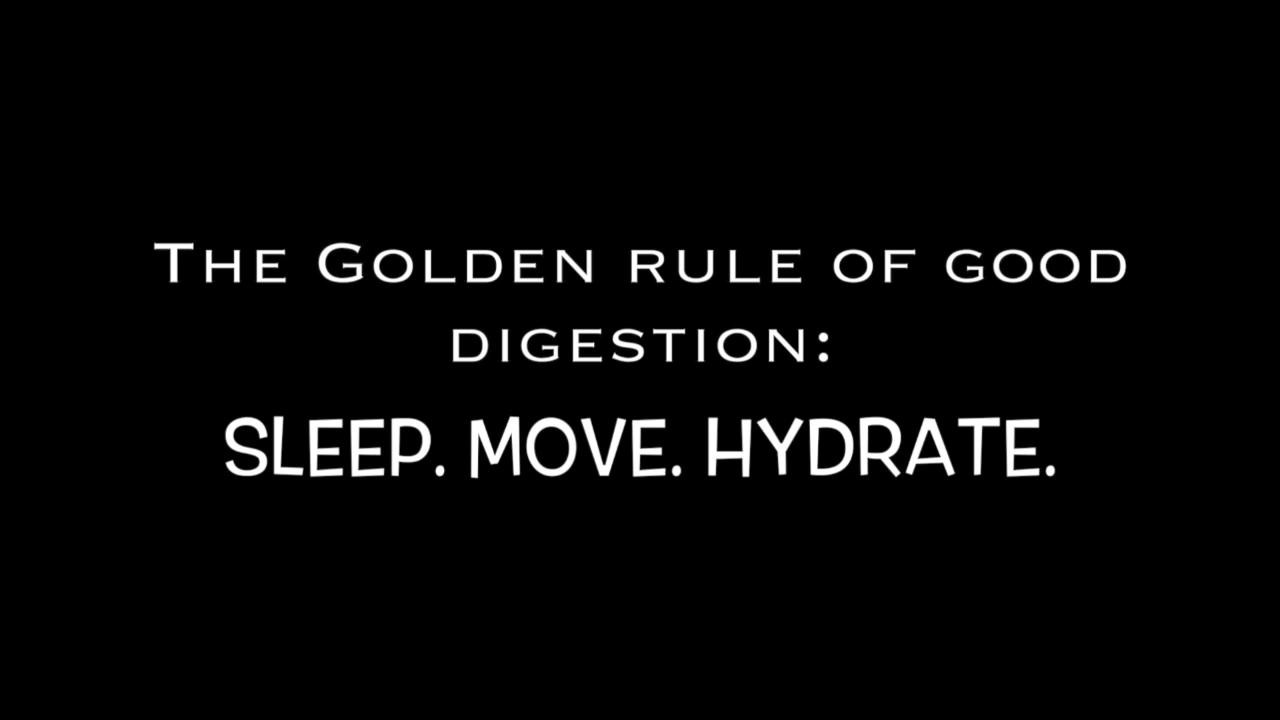 The Golden rule of good
digestion:
SLEEP. MOVE. HYDRATE.